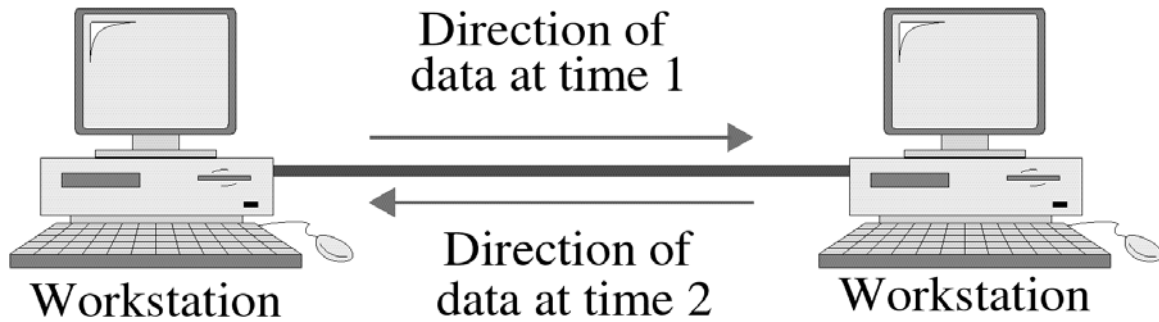 Direction of
data at time 1
Direction of
data at time 2
Workstation
Workstation